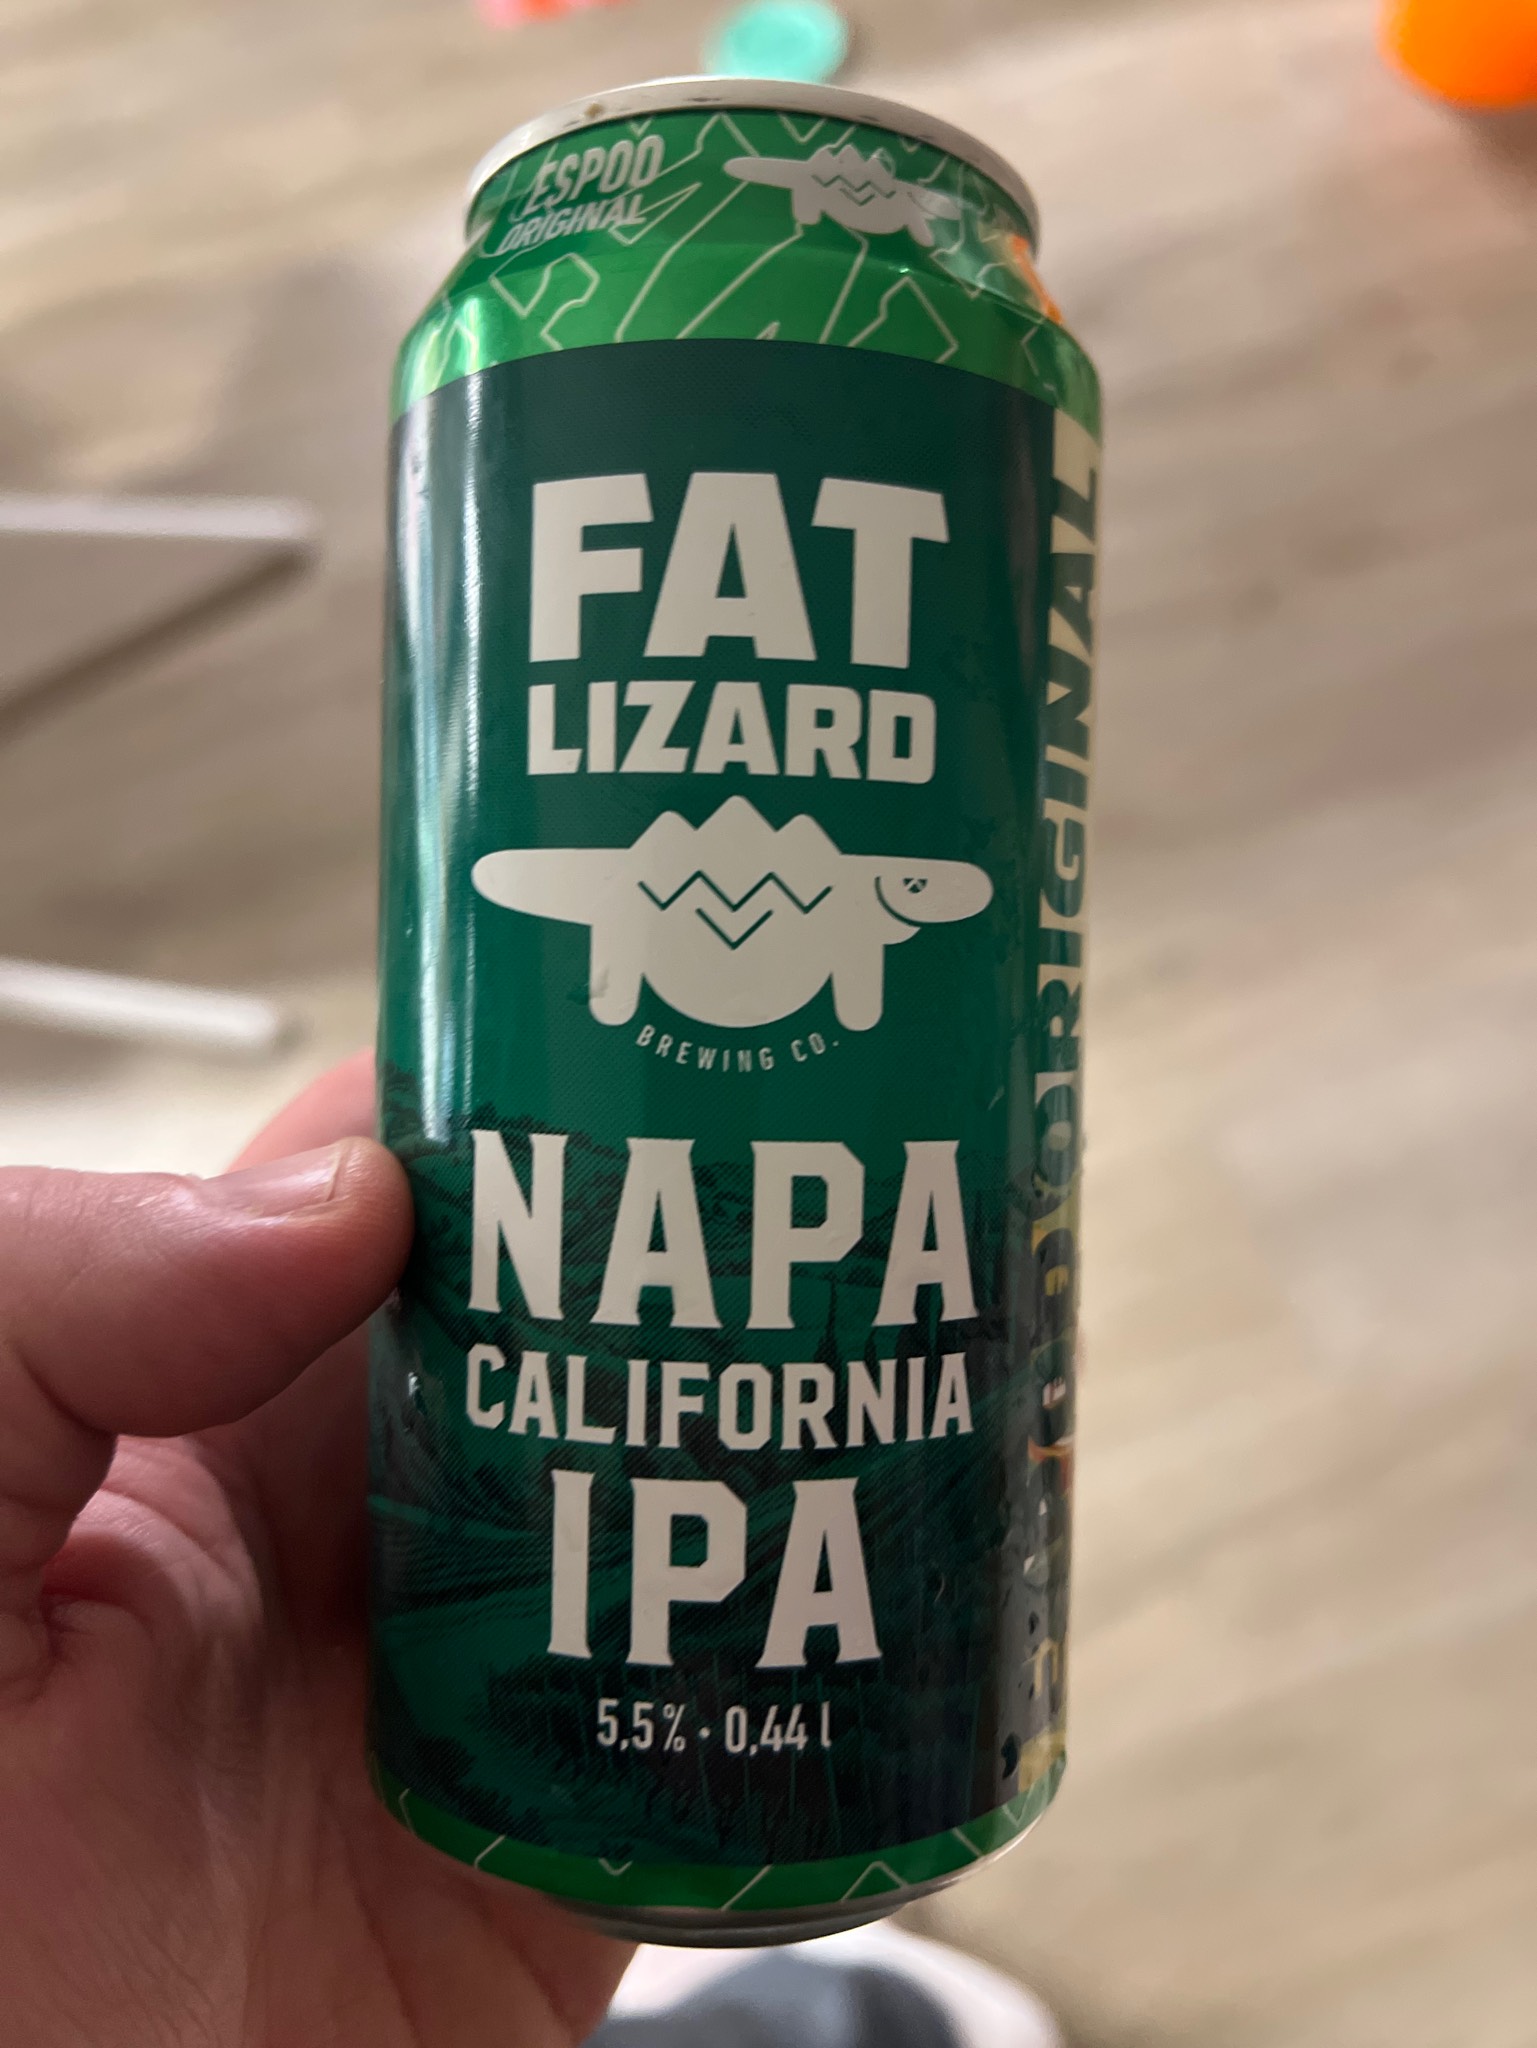 ESPOO
ORIGINAL
FAT
LIZARD
BREWING CO.
NAPA
CALIFORNIA
IPA
5,5% · 0,44 l
ORIGINAL